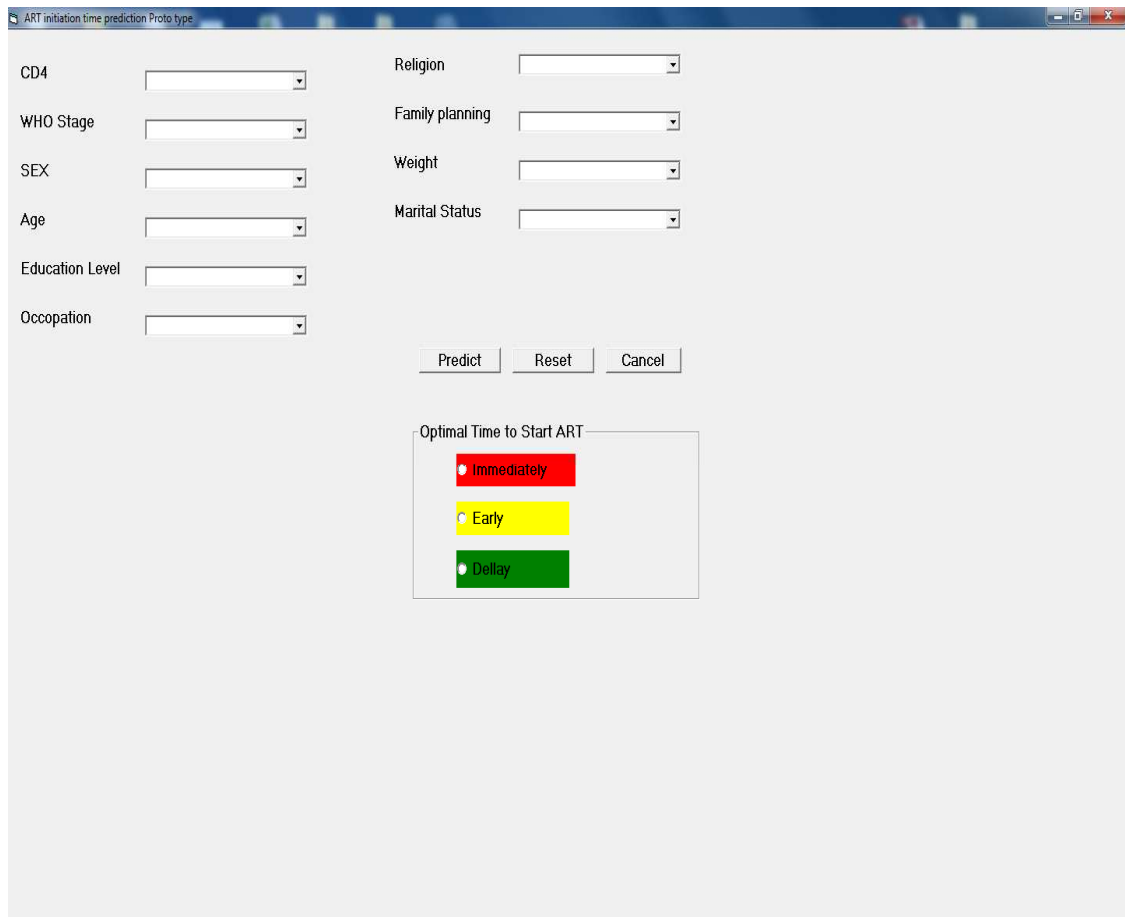 ART initiation time prediction Proto type
CD4
WHO Stage
SEX
Age
Education Level
Occopation
Religion
Family planning
Weight
Marital Status
Predict Reset Cancel
Optimal Time to Start ART
Immediately
Early
Dellay